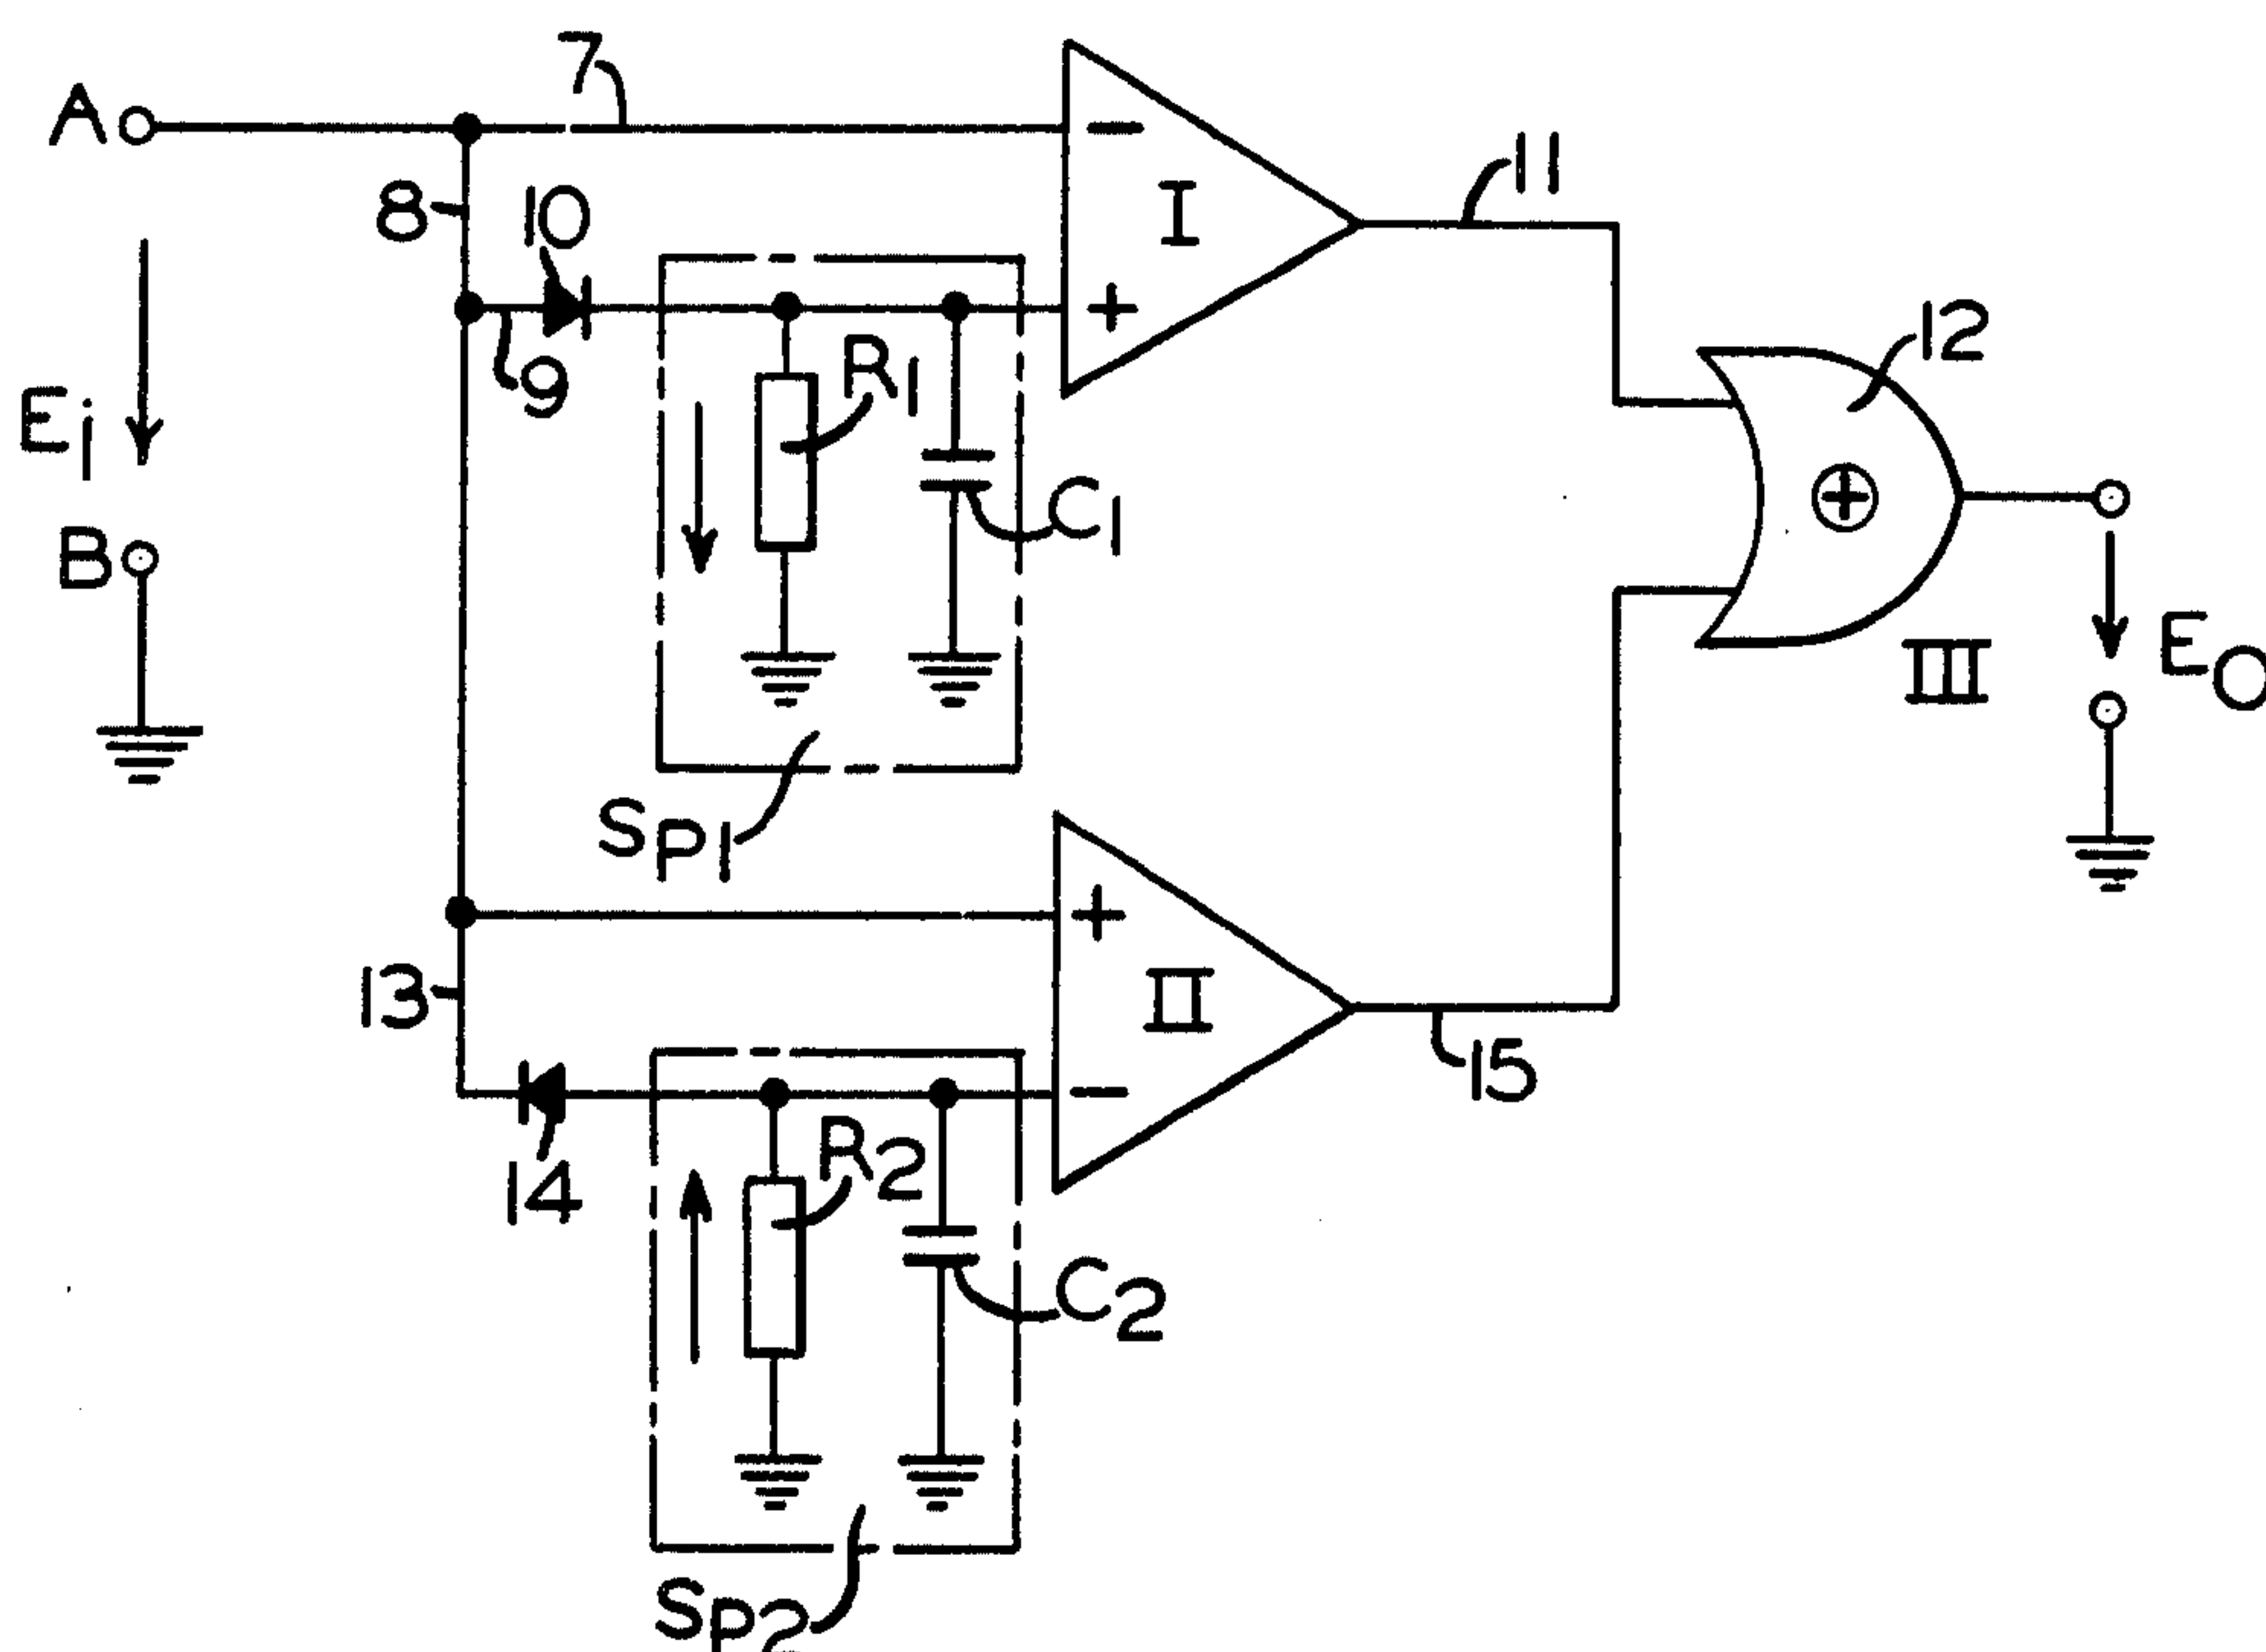 7
A
−
11
8
10
I
12
+
R1
9
Ei
C1
B
⊕
III
EO
SP1
+
13
II
15
−
R2
14
C2
SP2